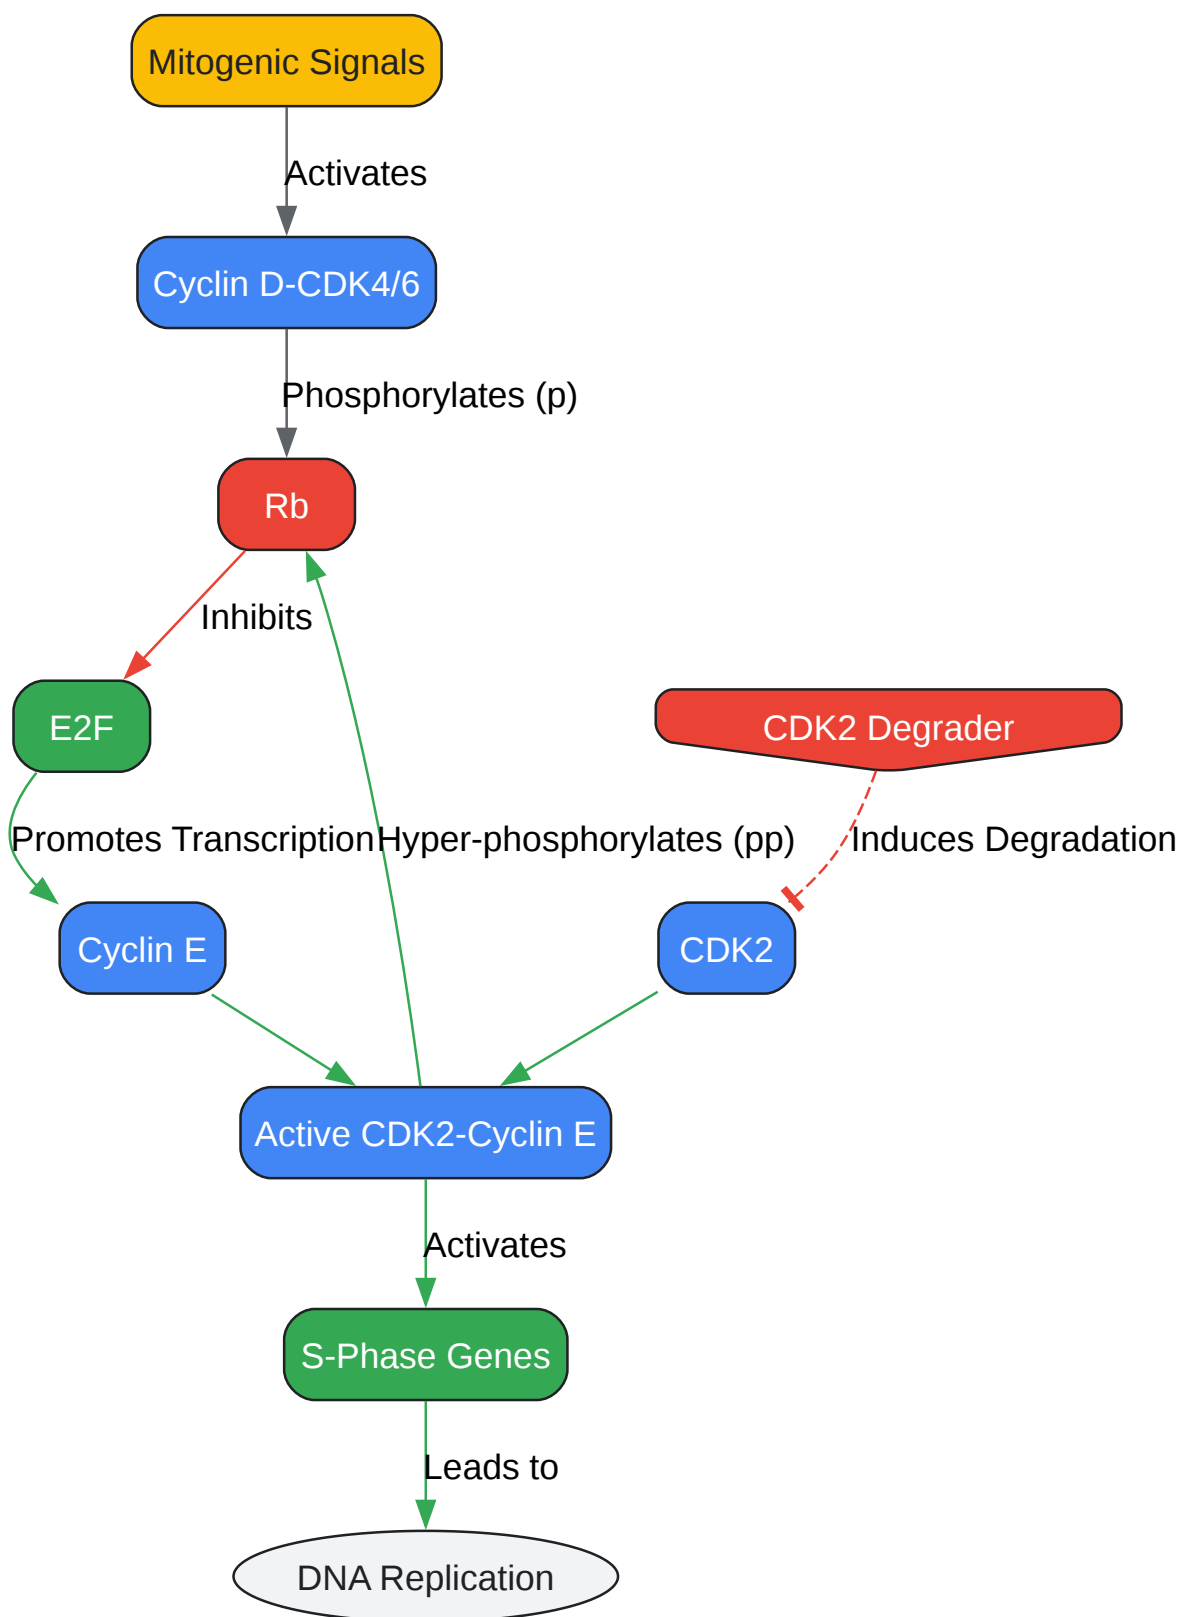 Mitogenic Signals
Activates
Cyclin D-CDK4/6
Phosphorylates (p)
Rb
Inhibits
E2F
CDK2 Degrader
Promotes Transcription
Hyper-phosphorylates (pp)
Induces Degradation
Cyclin E
CDK2
Active CDK2-Cyclin E
Activates
S-Phase Genes
Leads to
DNA Replication